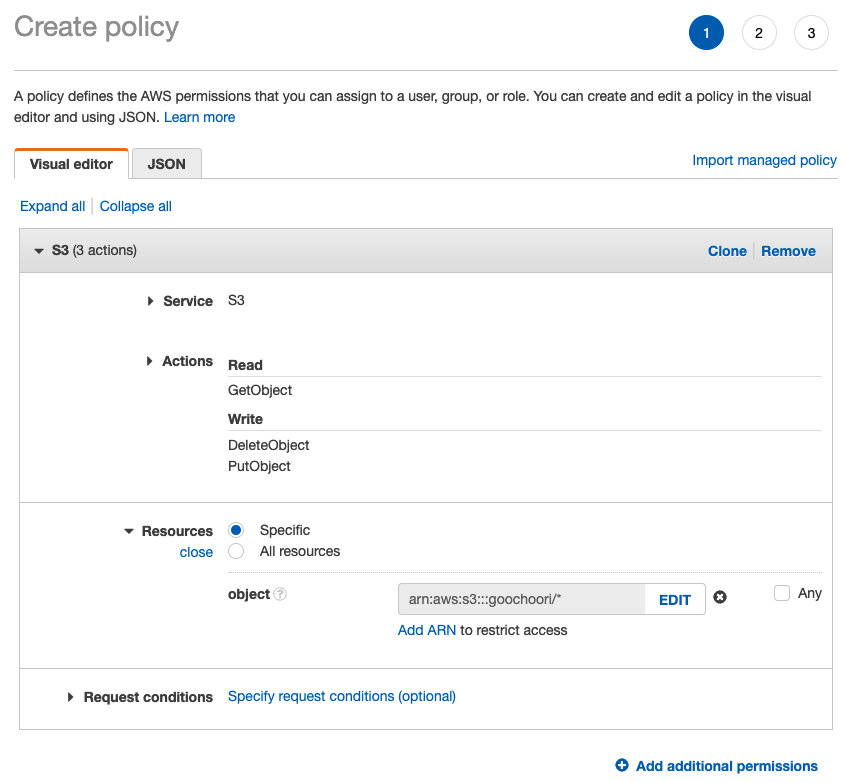 Create policy
1 2 3
A policy defines the AWS permissions that you can assign to a user, group, or role. You can create and edit a policy in the visual
editor and using JSON. Learn more
Visual editor JSON Import managed policy
Expand all Collapse all
S3 (3 actions) Clone Remove
Service S3
Actions Read
GetObject
Write
DeleteObject
PutObject
Resources Specific
close All resources
object ? arn:aws:s3:::goochoori/* EDIT Any
Add ARN to restrict access
Request conditions Specify request conditions (optional)
Add additional permissions